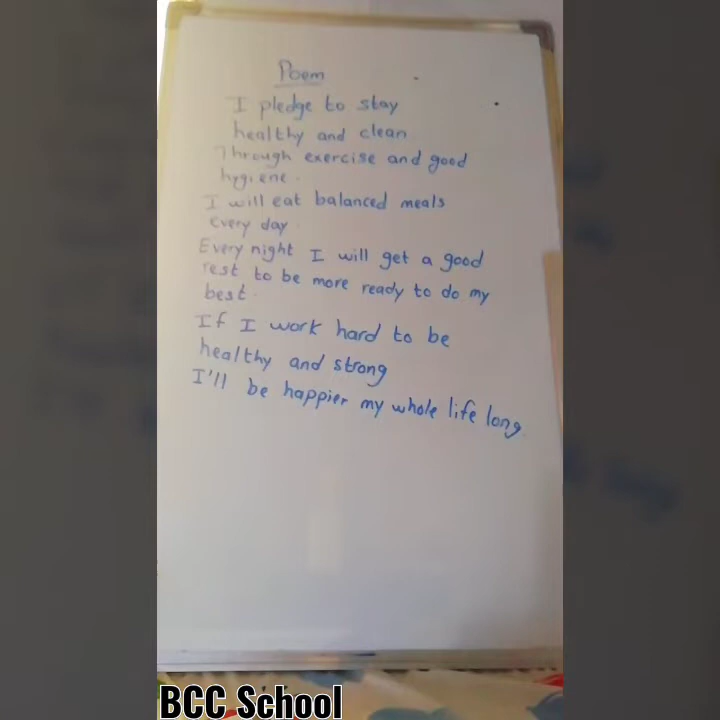 Poem
I pledge to stay
healthy and clean
Through exercise and good
hygiene.
I will eat balanced meals
every day.
Every night I will get a good
rest to be more ready to do my
best.
If I work hard to be
healthy and strong
I'll be happier my whole life long.
BCC School